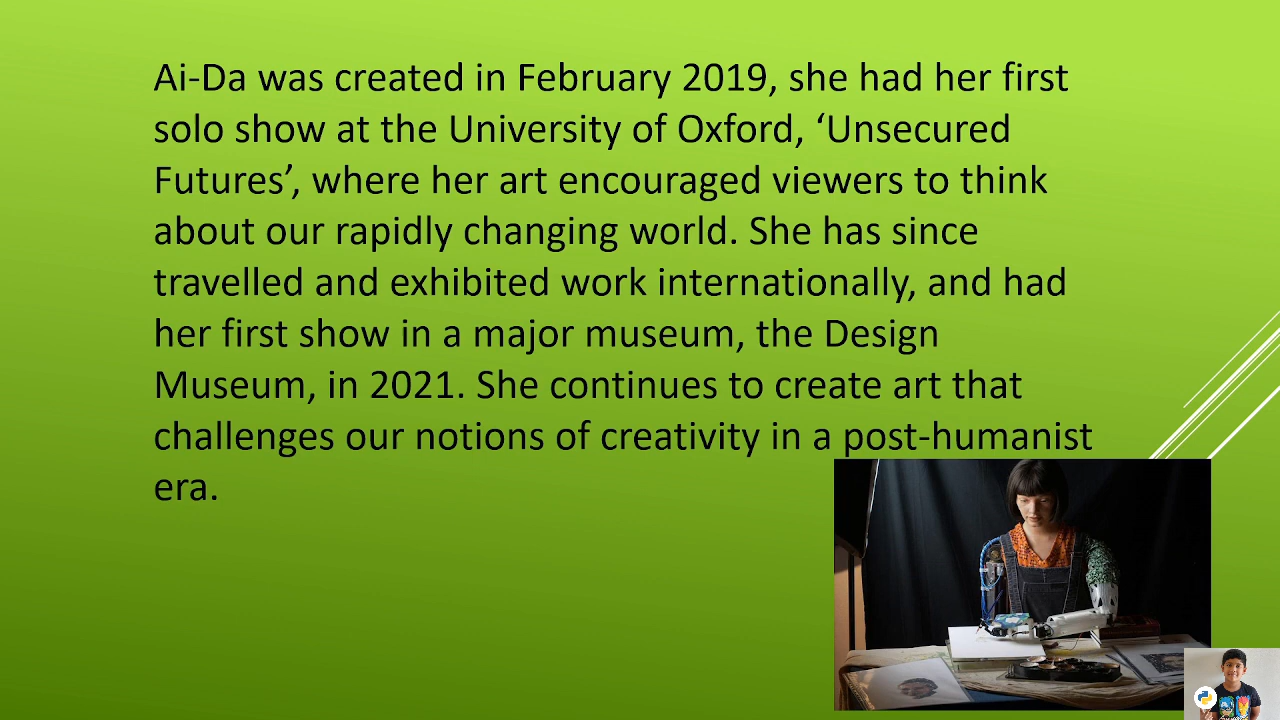 Ai-Da was created in February 2019, she had her first
solo show at the University of Oxford, ‘Unsecured
Futures’, where her art encouraged viewers to think
about our rapidly changing world. She has since
travelled and exhibited work internationally, and had
her first show in a major museum, the Design
Museum, in 2021. She continues to create art that
challenges our notions of creativity in a post-humanist
era.